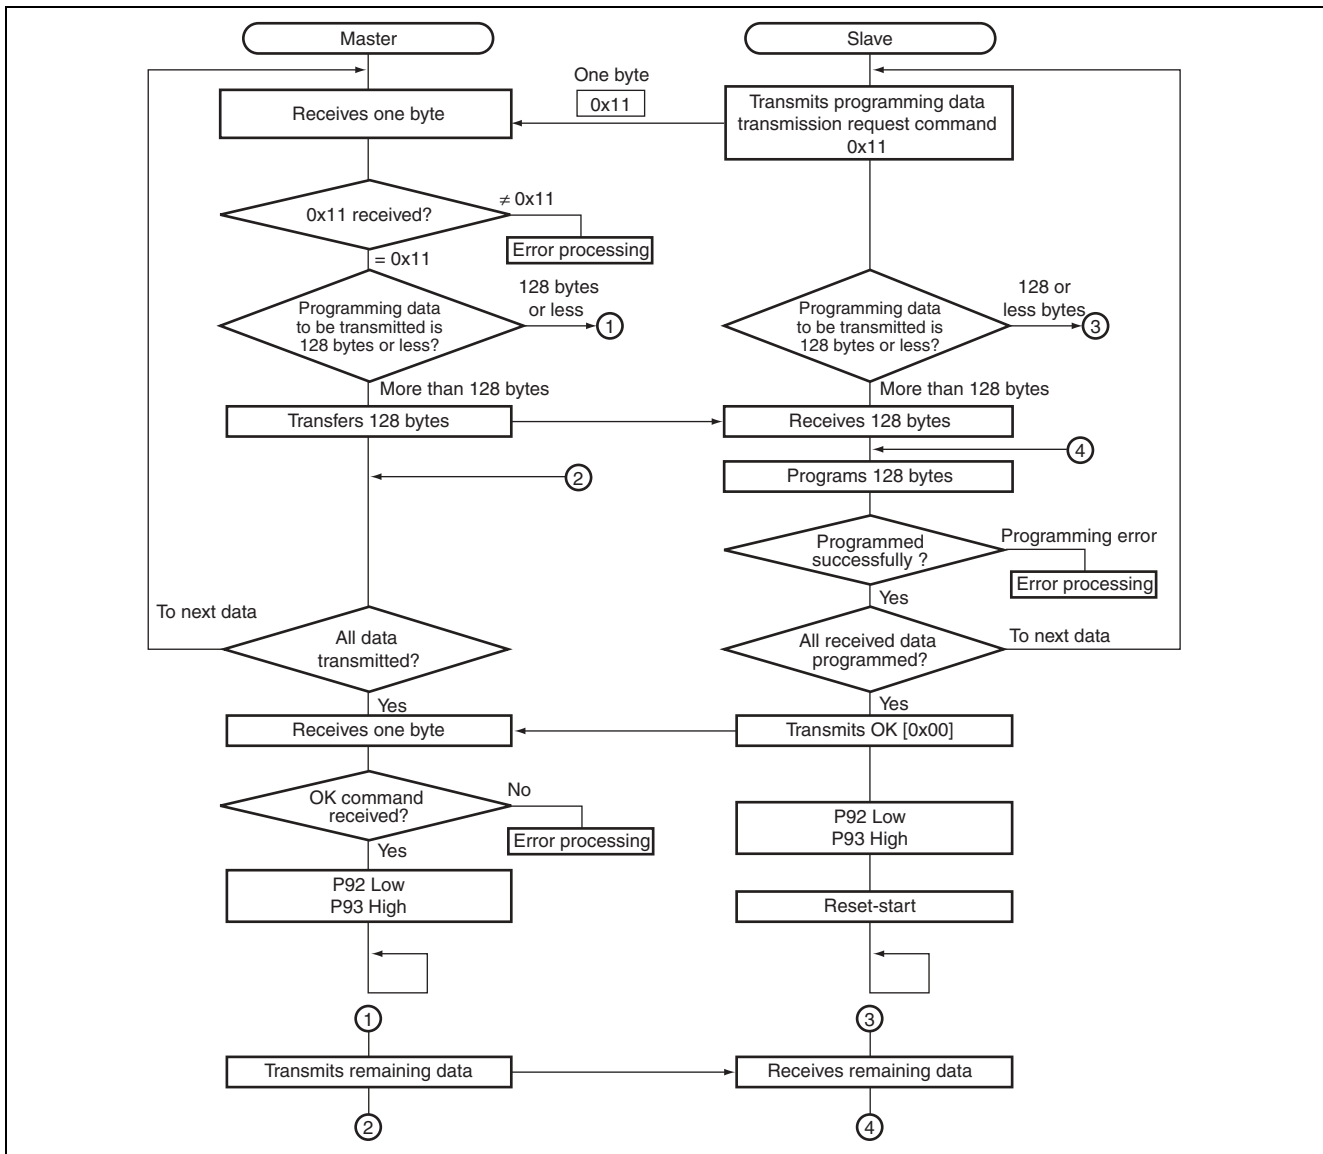 Master
Slave
One byte
0x11
Receives one byte
Transmits programming data
transmission request command
0x11
0x11 received?
≠ 0x11
Error processing
= 0x11
Programming data
to be transmitted is
128 bytes or less?
128 bytes
or less
1
Programming data
to be transmitted is
128 bytes or less?
128 or
less bytes
3
More than 128 bytes
More than 128 bytes
Transfers 128 bytes
Receives 128 bytes
4
2
Programs 128 bytes
Programmed
successfully ?
Programming error
Error processing
Yes
To next data
All data
transmitted?
All received data
programmed?
To next data
Yes
Yes
Receives one byte
Transmits OK [0x00]
OK command
received?
No
Error processing
Yes
P92 Low
P93 High
P92 Low
P93 High
Reset-start
1
3
Transmits remaining data
Receives remaining data
2
4